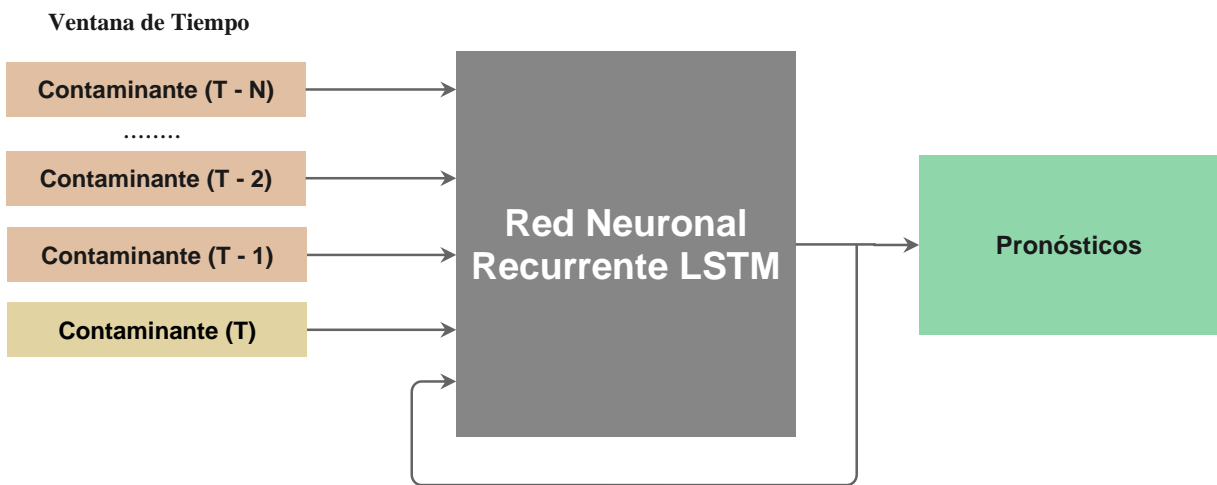 Ventana de Tiempo
Contaminante (T - N)
........
Contaminante (T - 2)
Contaminante (T - 1)
Contaminante (T)
Red Neuronal
Recurrente LSTM
Pronósticos